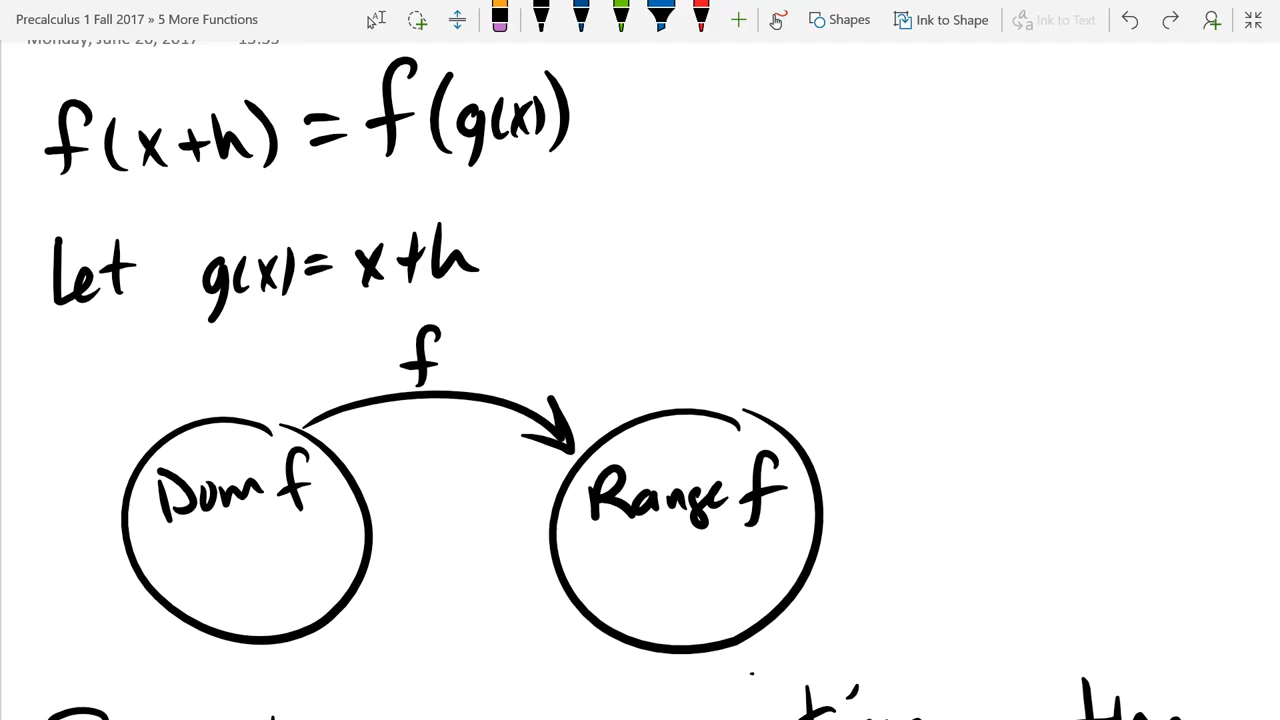 Precalculus 1 Fall 2017 » 5 More Functions
Shapes
Ink to Shape
Ink to Text
f(x+h) = f(g(x))
Let g(x) = x+h
f
Dom f
Range f